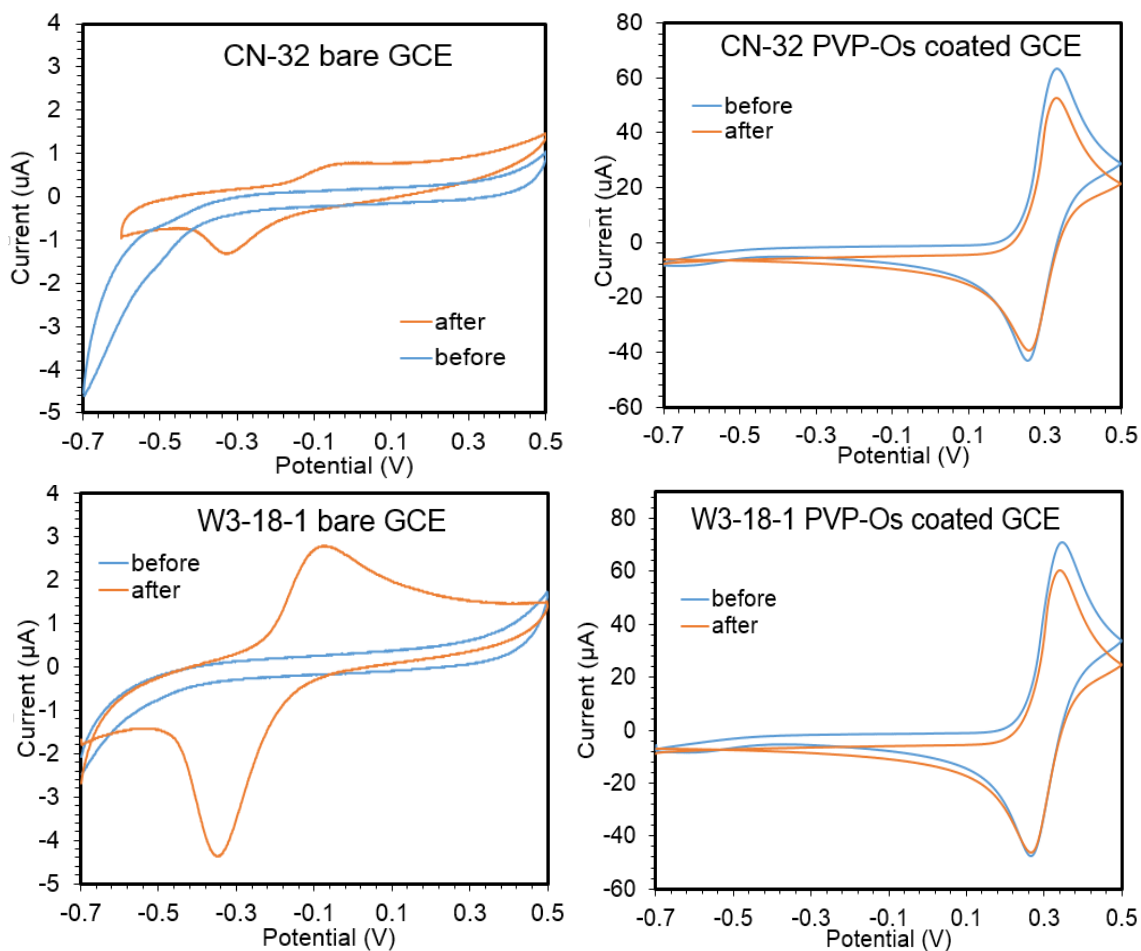 CN-32 bare GCE
4
3
2
1
0
-1
-2
-3
-4
-5
Current (uA)
after
before
-0.7 -0.5 -0.3 -0.1 0.1 0.3 0.5
Potential (V)
CN-32 PVP-Os coated GCE
80
60
40
20
0
-20
-40
-60
Current (uA)
before
after
-0.7 -0.5 -0.3 -0.1 0.1 0.3 0.5
Potential (V)
W3-18-1 bare GCE
4
3
2
1
0
-1
-2
-3
-4
-5
Current (µA)
before
after
-0.7 -0.5 -0.3 -0.1 0.1 0.3 0.5
Potential (V)
W3-18-1 PVP-Os coated GCE
80
60
40
20
0
-20
-40
-60
Current (µA)
before
after
-0.7 -0.5 -0.3 -0.1 0.1 0.3 0.5
Potential (V)